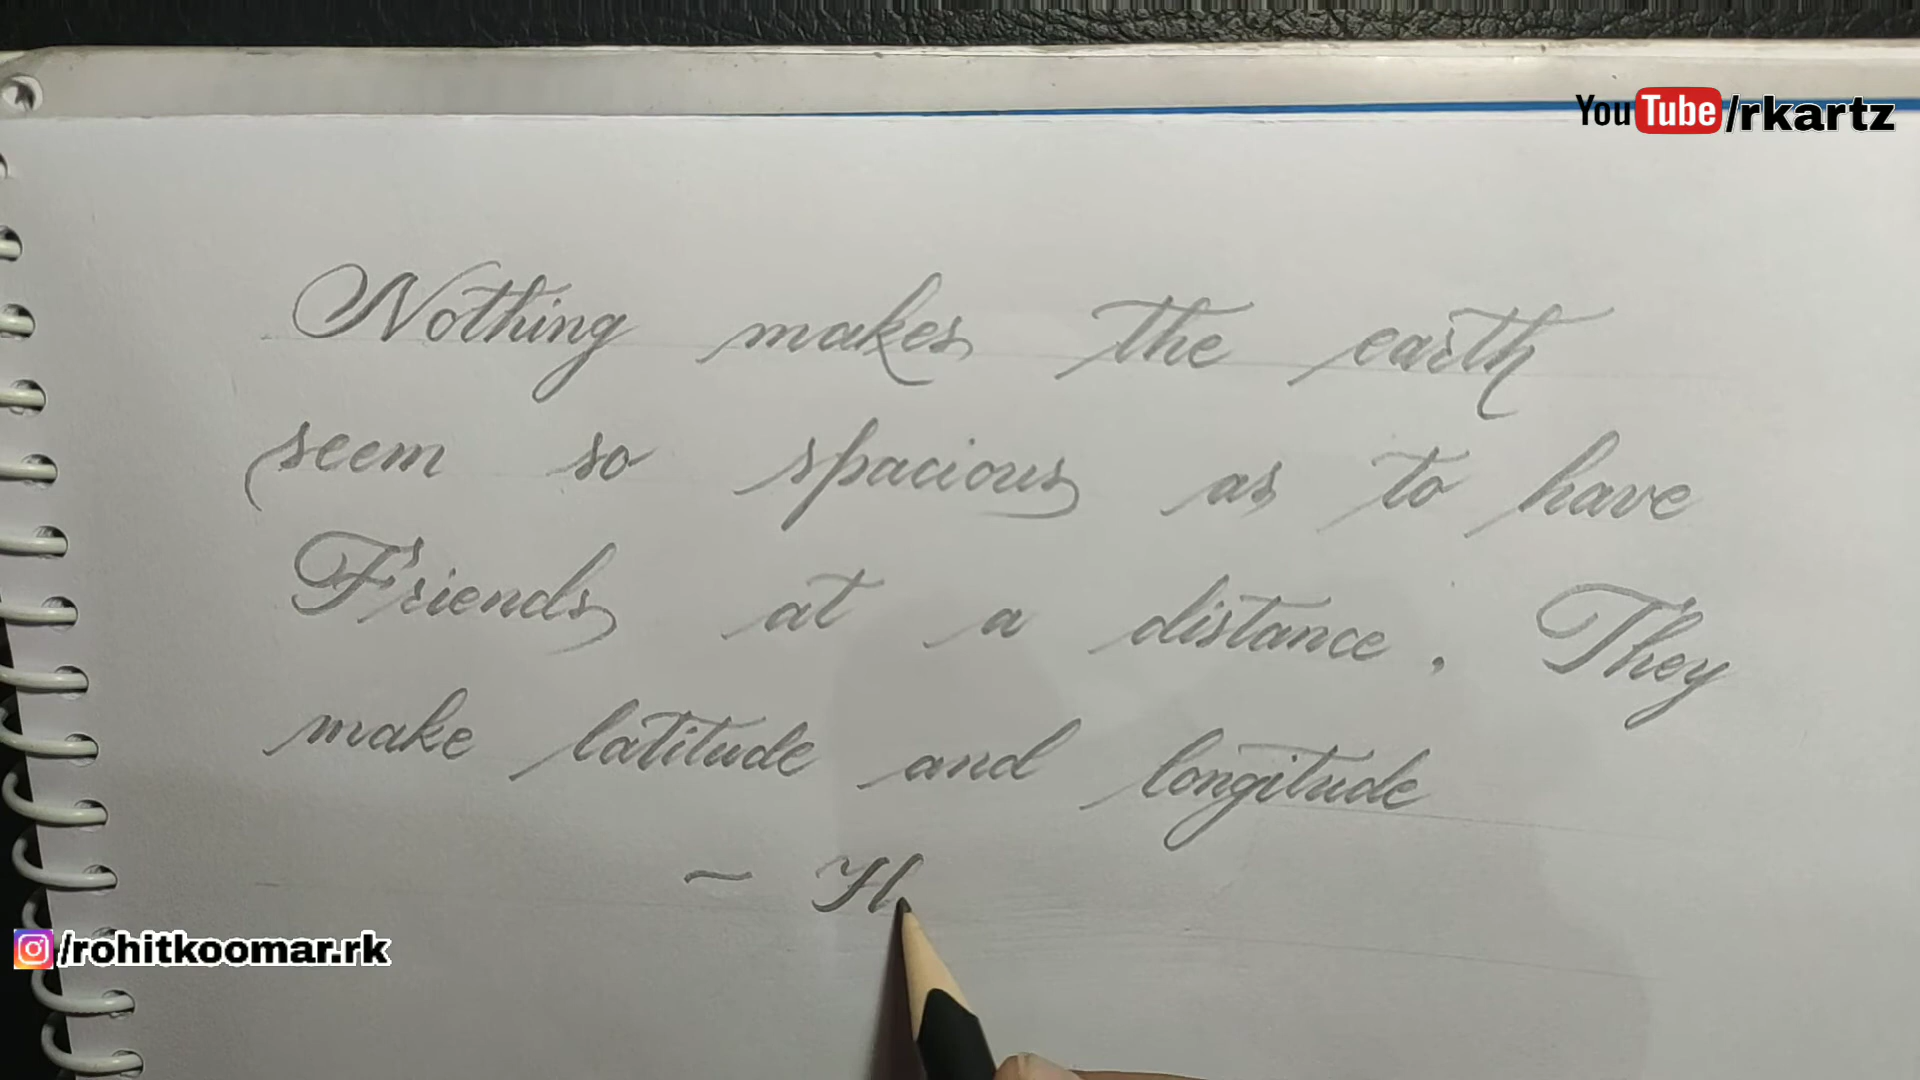 YouTube/rkartz
Nothing makes the earth
seem so spacious as to have
Friends at a distance. They
make latitude and longitude
~ H
/rohitkoomar.rk